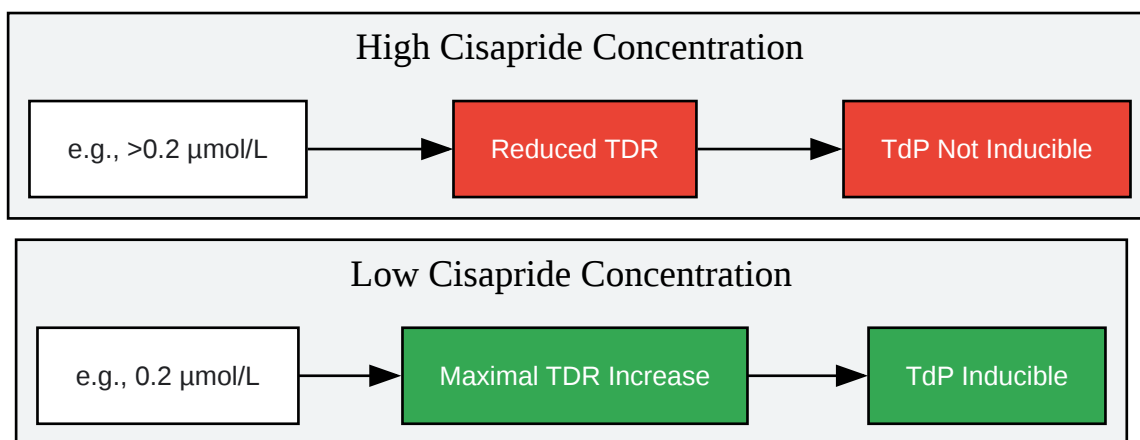 High Cisapride Concentration
e.g., >0.2 µmol/L
Reduced TDR
TdP Not Inducible
Low Cisapride Concentration
e.g., 0.2 µmol/L
Maximal TDR Increase
TdP Inducible